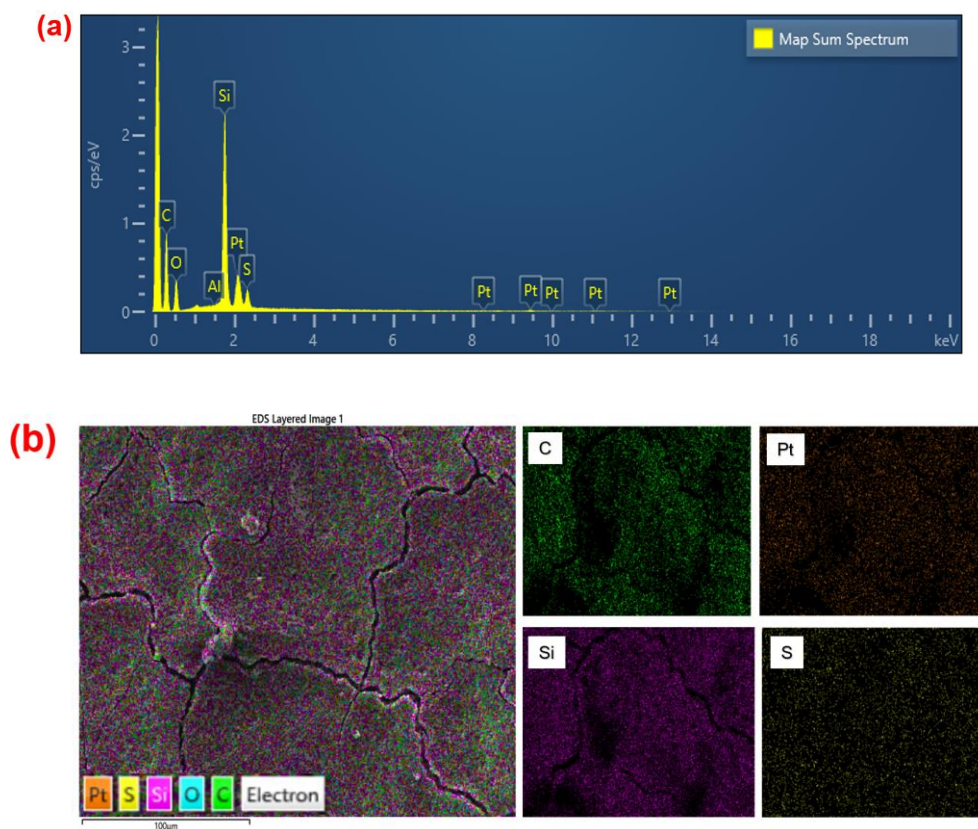 (a)
Map Sum Spectrum
cps/eV
3
2
1
0
Si
C
O
Al
Pt
S
Pt
Pt
Pt
Pt
Pt
0 2 4 6 8 10 12 14 16 18 keV
(b)
EDS Layered Image 1
Pt S Si O C Electron
100µm
C
Pt
Si
S